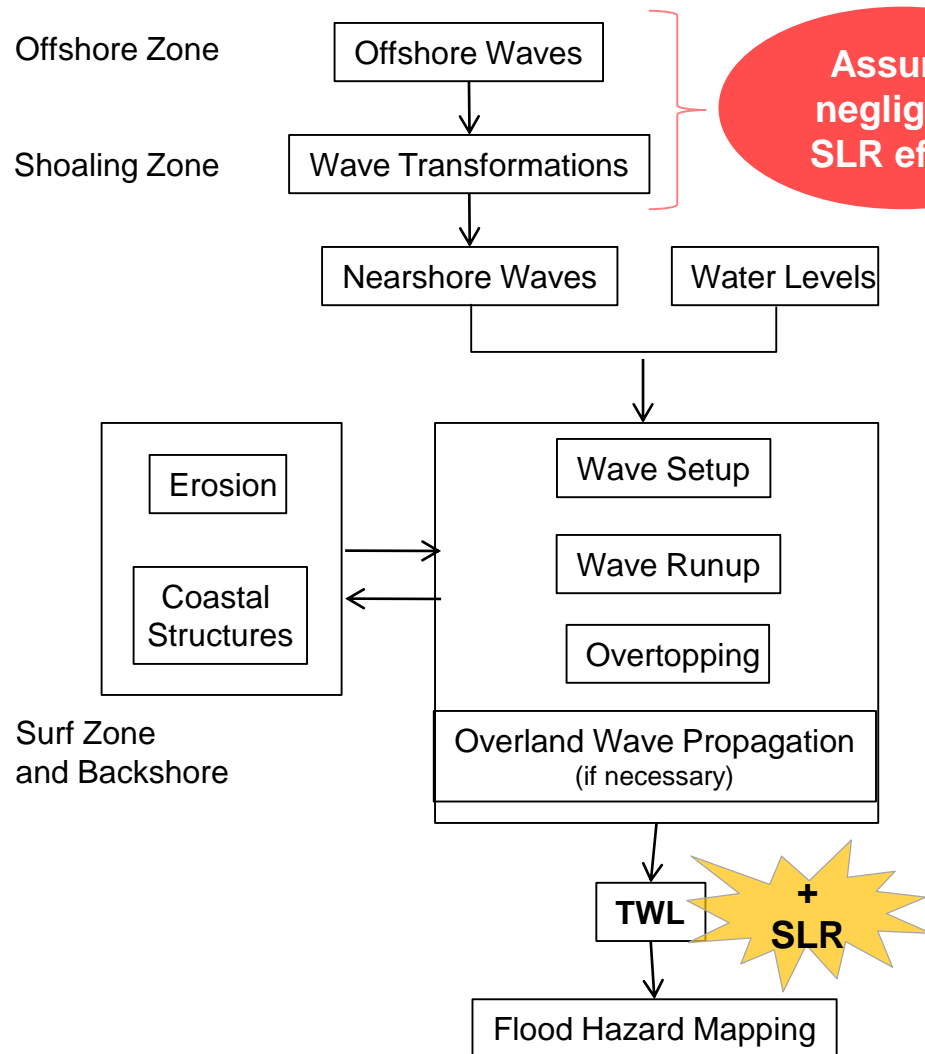 Offshore Zone
Offshore Waves
Shoaling Zone
Wave Transformations
Nearshore Waves
Water Levels
Erosion
Coastal
Structures
Wave Setup
Wave Runup
Overtopping
Surf Zone
and Backshore
Overland Wave Propagation
(if necessary)
TWL
+
SLR
Flood Hazard Mapping
SLR